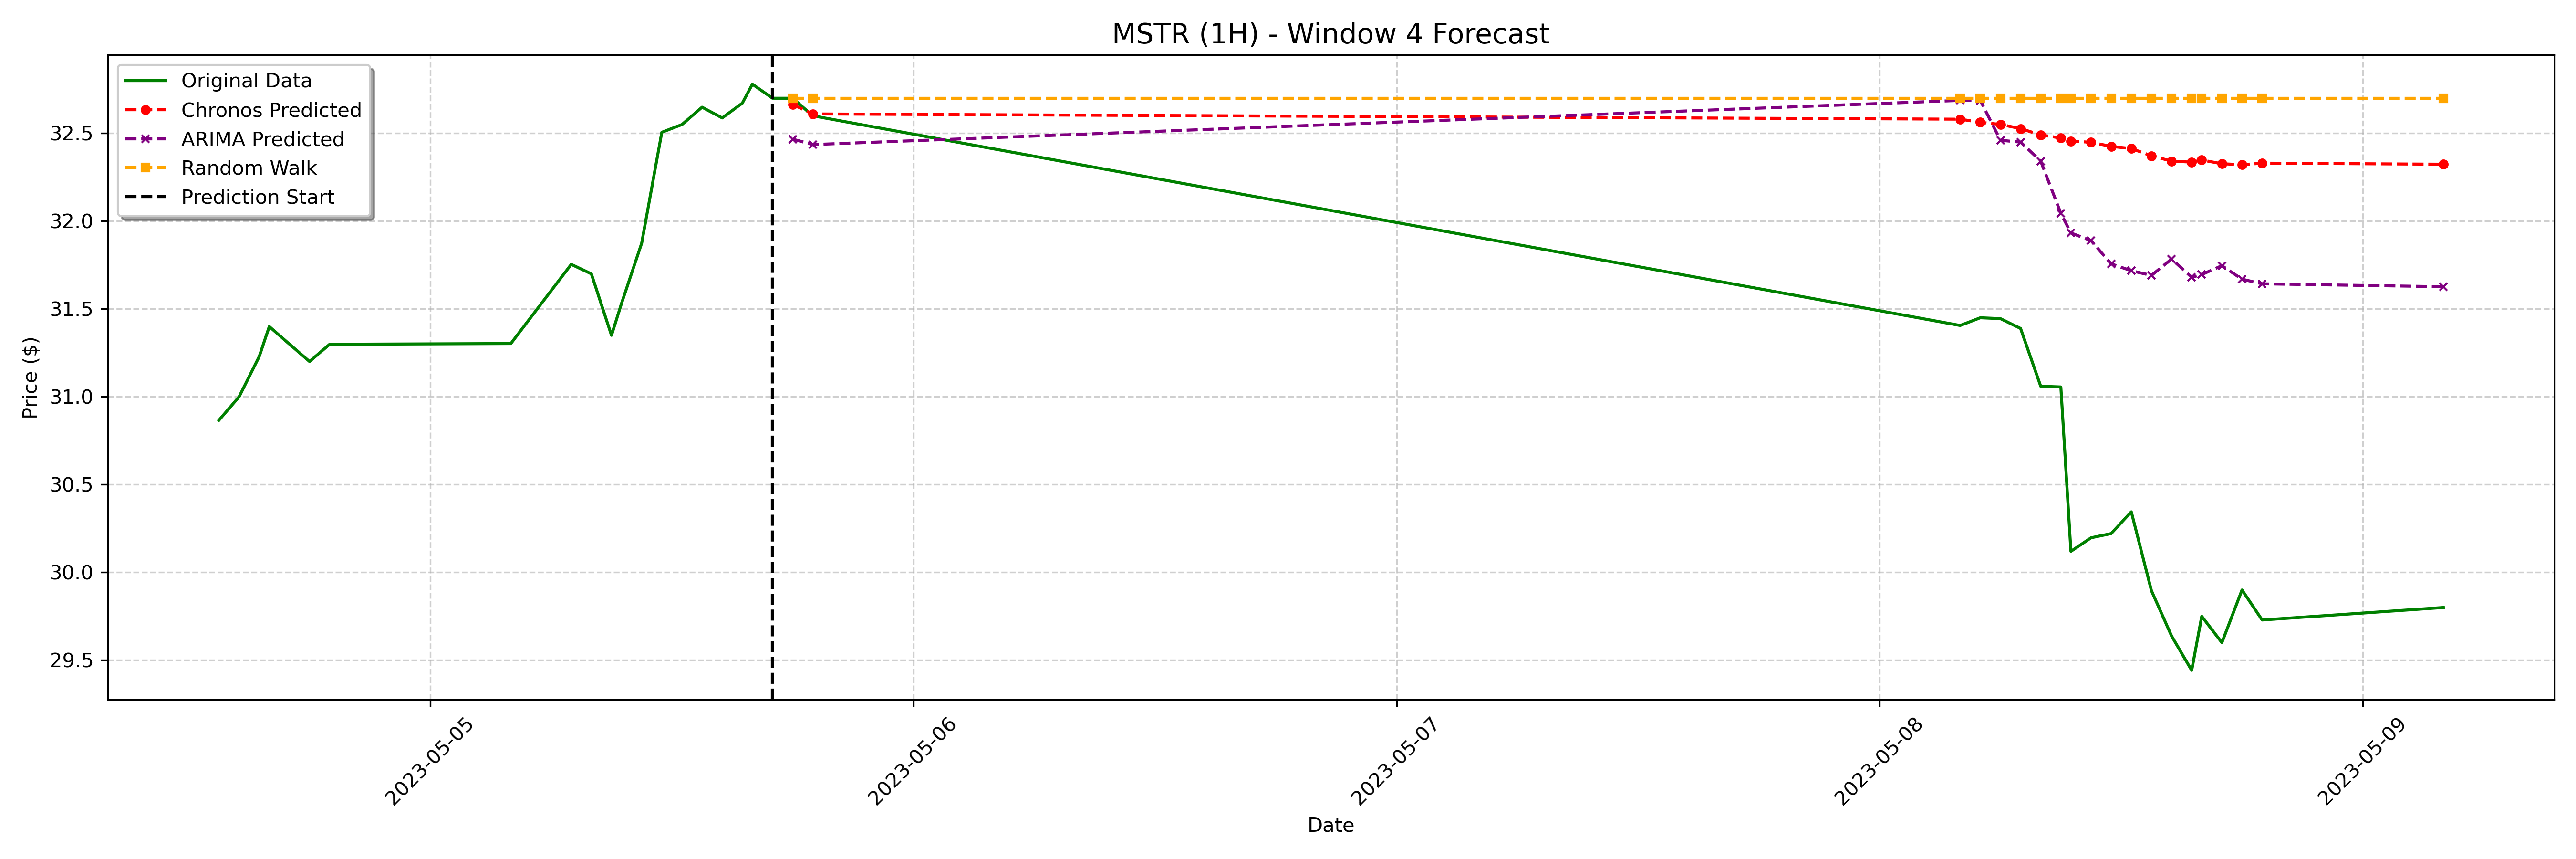 MSTR (1H) - Window 4 Forecast
Original Data
Chronos Predicted
ARIMA Predicted
Random Walk
Prediction Start
Price ($)
32.5
32.0
31.5
31.0
30.5
30.0
29.5
2023-05-05
2023-05-06
2023-05-07
2023-05-08
2023-05-09
Date